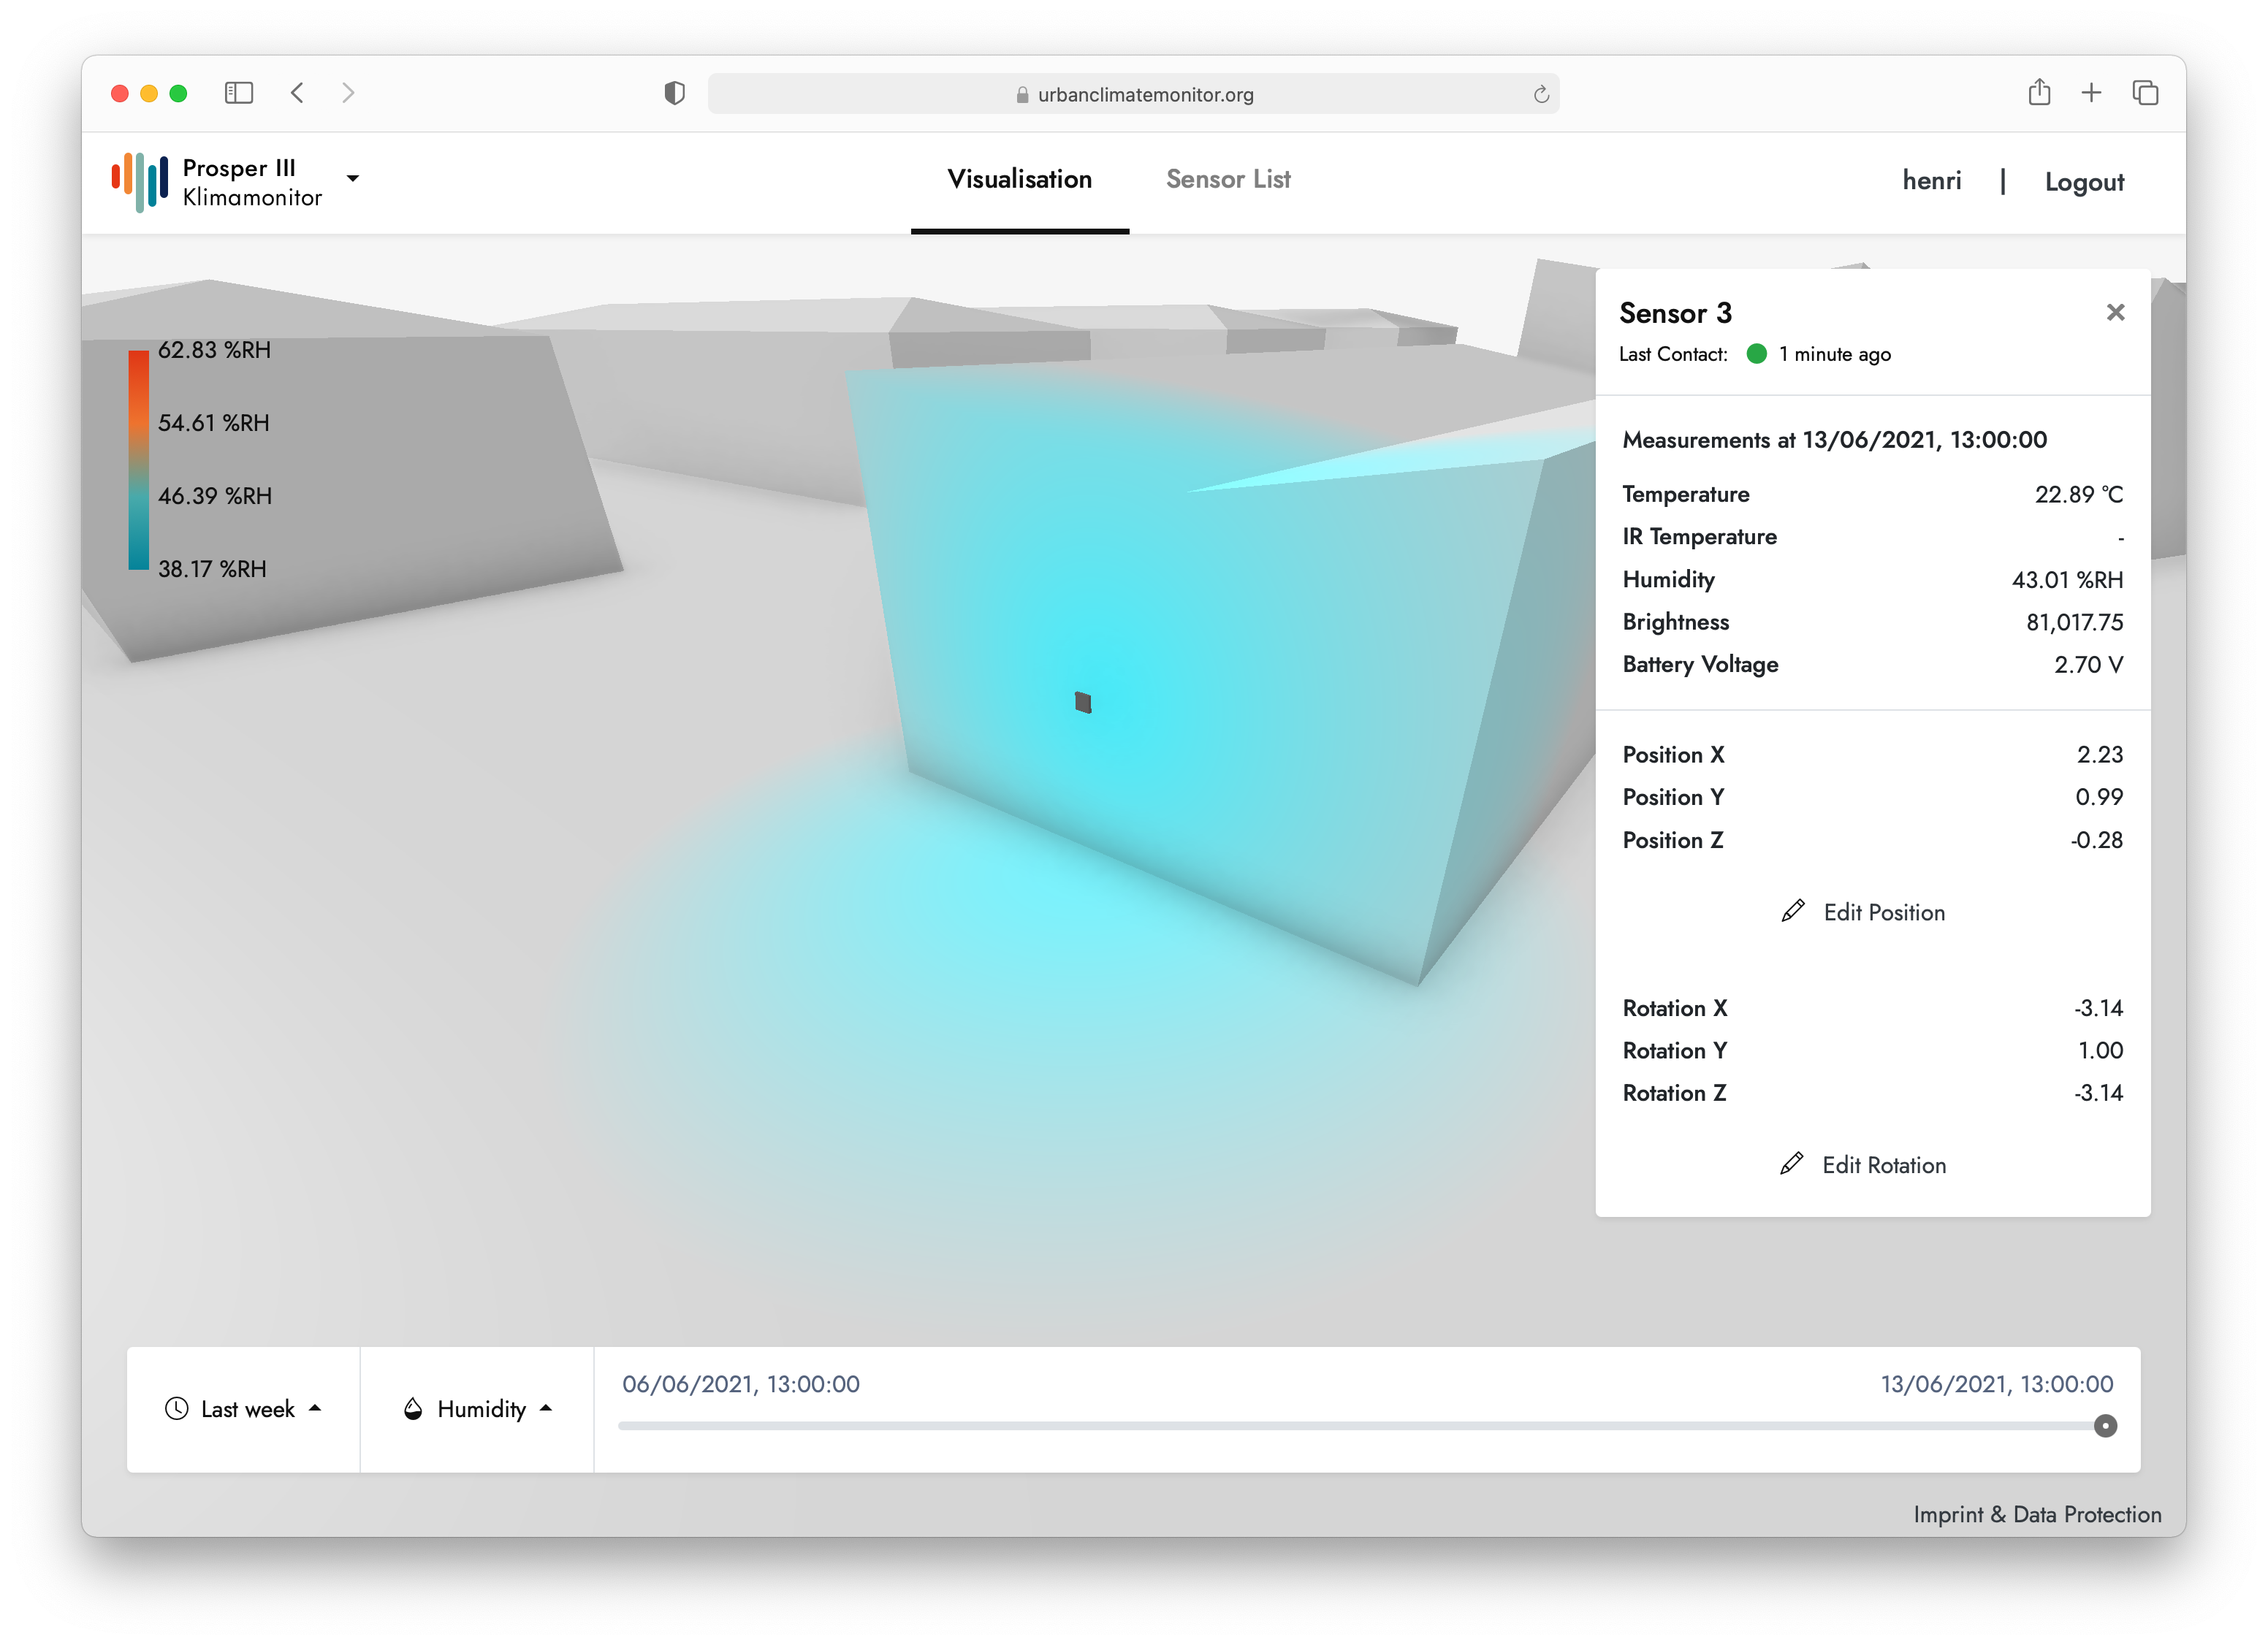 urbanclimatemonitor.org
Prosper III
Klimamonitor
Visualisation
Sensor List
henri | Logout
62.83 %RH
54.61 %RH
46.39 %RH
38.17 %RH
Sensor 3
Last Contact: 1 minute ago
Measurements at 13/06/2021, 13:00:00
Temperature 22.89 °C
IR Temperature -
Humidity 43.01 %RH
Brightness 81,017.75
Battery Voltage 2.70 V
Position X 2.23
Position Y 0.99
Position Z -0.28
Edit Position
Rotation X -3.14
Rotation Y 1.00
Rotation Z -3.14
Edit Rotation
Last week
Humidity
06/06/2021, 13:00:00
13/06/2021, 13:00:00
Imprint & Data Protection